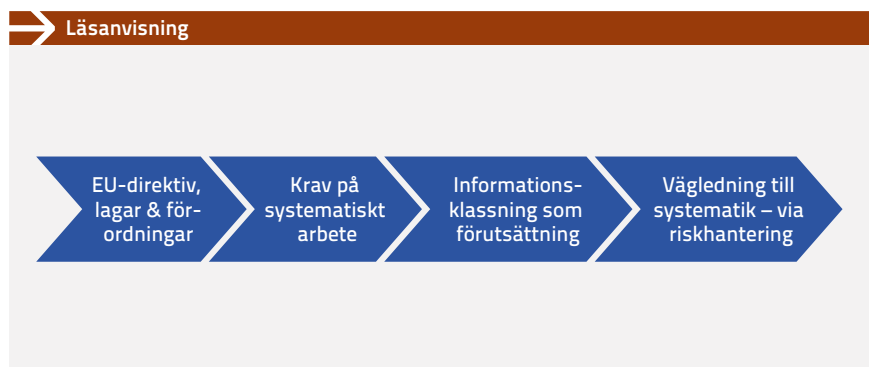 Läsanvisning
EU-direktiv,
lagar & för-
ordningar
Krav på
systematiskt
arbete
Informations-
klassning som
förutsättning
Vägledning till
systematik – via
riskhantering